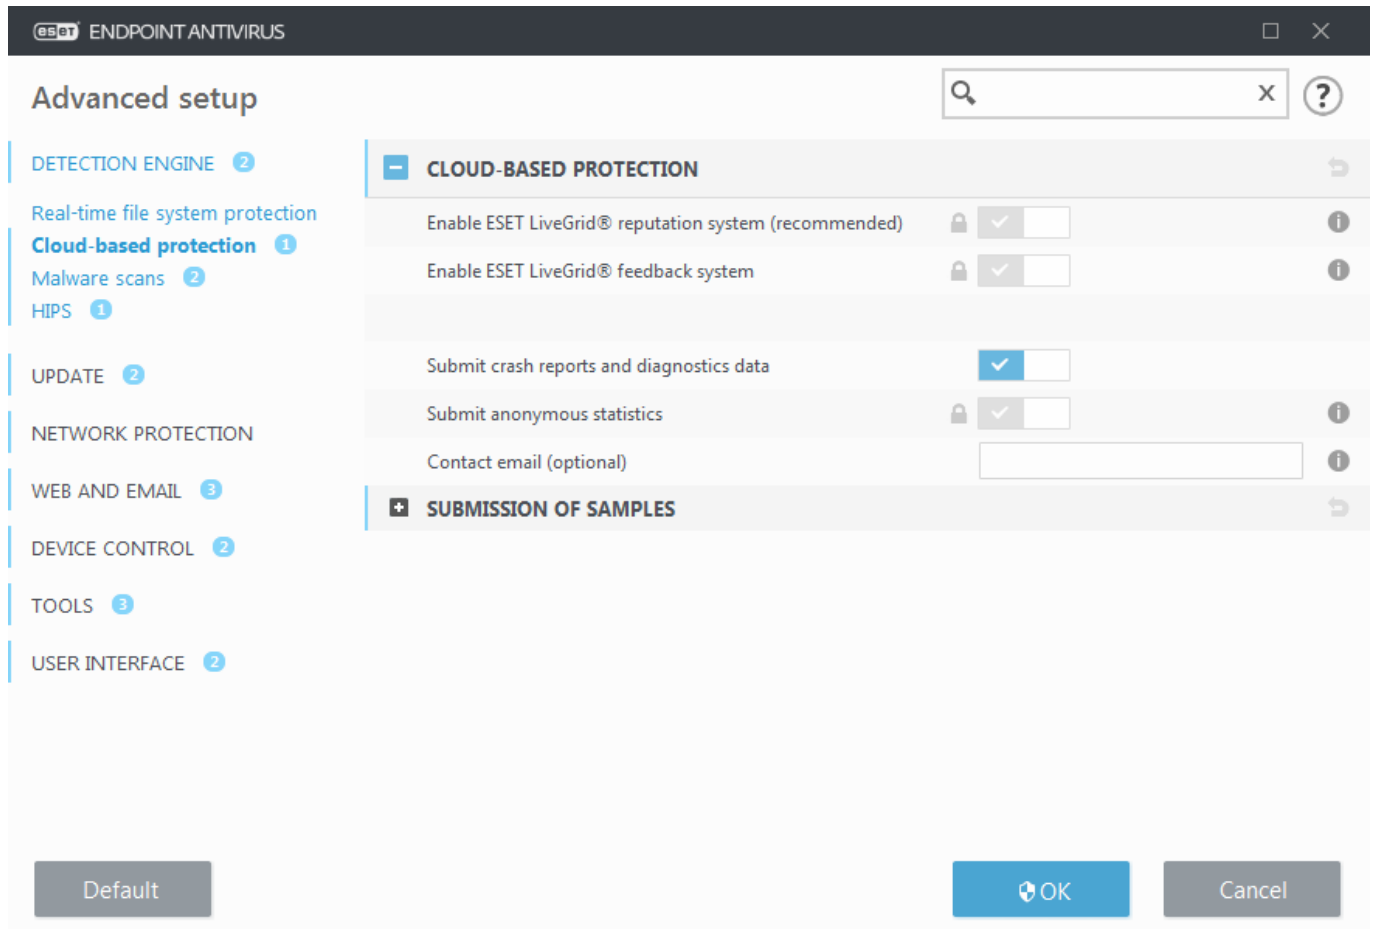 eset ENDPOINT ANTIVIRUS
Advanced setup
x
?
DETECTION ENGINE 2
Real-time file system protection
Cloud-based protection 1
Malware scans 2
HIPS 1
UPDATE 2
NETWORK PROTECTION
WEB AND EMAIL 3
DEVICE CONTROL 2
TOOLS 3
USER INTERFACE 2
CLOUD-BASED PROTECTION
Enable ESET LiveGrid® reputation system (recommended)
Enable ESET LiveGrid® feedback system
Submit crash reports and diagnostics data
Submit anonymous statistics
Contact email (optional)
SUBMISSION OF SAMPLES
Default
OK
Cancel